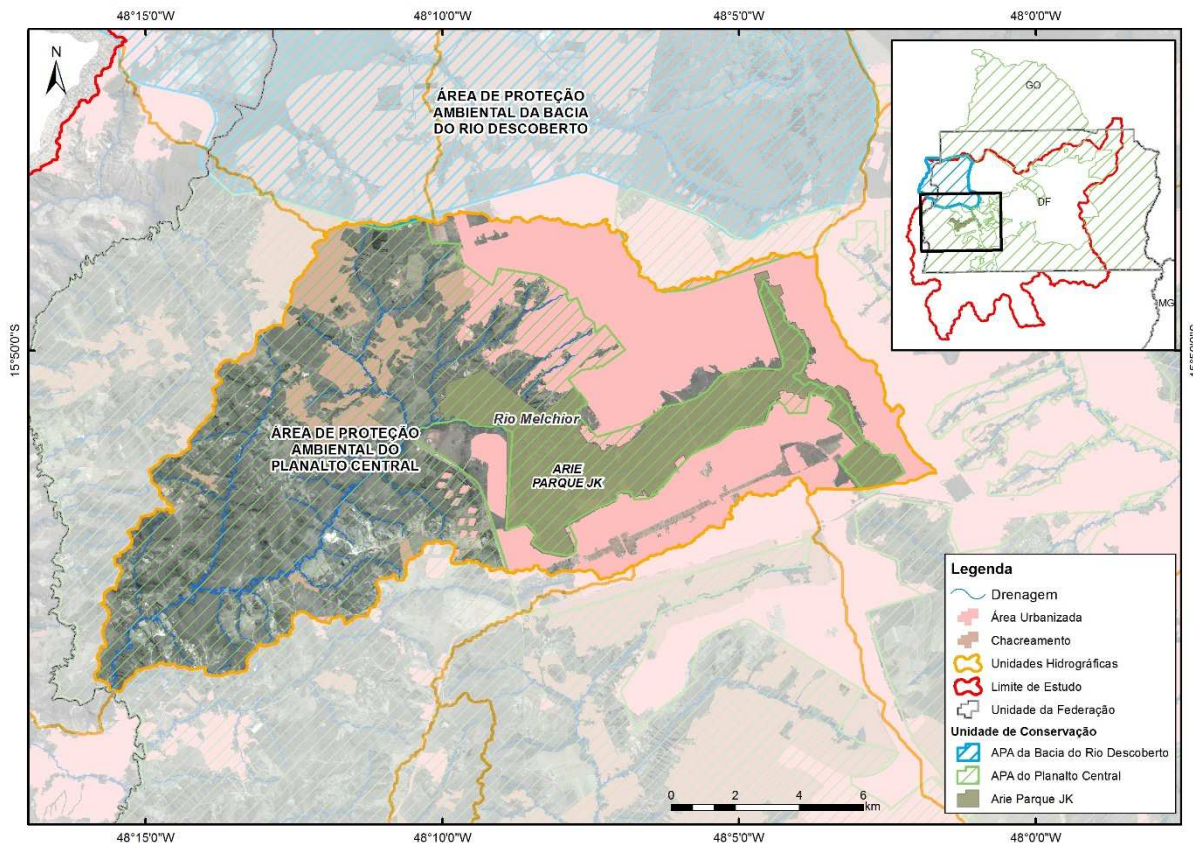 48°15'0"W 48°10'0"W 48°5'0"W 48°0'0"W
N
ÁREA DE PROTEÇÃO
AMBIENTAL DA BACIA
DO RIO DESCOBERTO
GO
DF
MG
15°50'0"S
15°50'0"S
Rio Melchior
ÁREA DE PROTEÇÃO
AMBIENTAL DO
PLANALTO CENTRAL
ARIE
PARQUE JK
Legenda
Drenagem
Área Urbanizada
Chacreamento
Unidades Hidrográficas
Limite de Estudo
Unidade da Federação
Unidade de Conservação
APA da Bacia do Rio Descoberto
APA do Planalto Central
Arie Parque JK
0 1 2 4 6
km
48°15'0"W 48°10'0"W 48°5'0"W 48°0'0"W